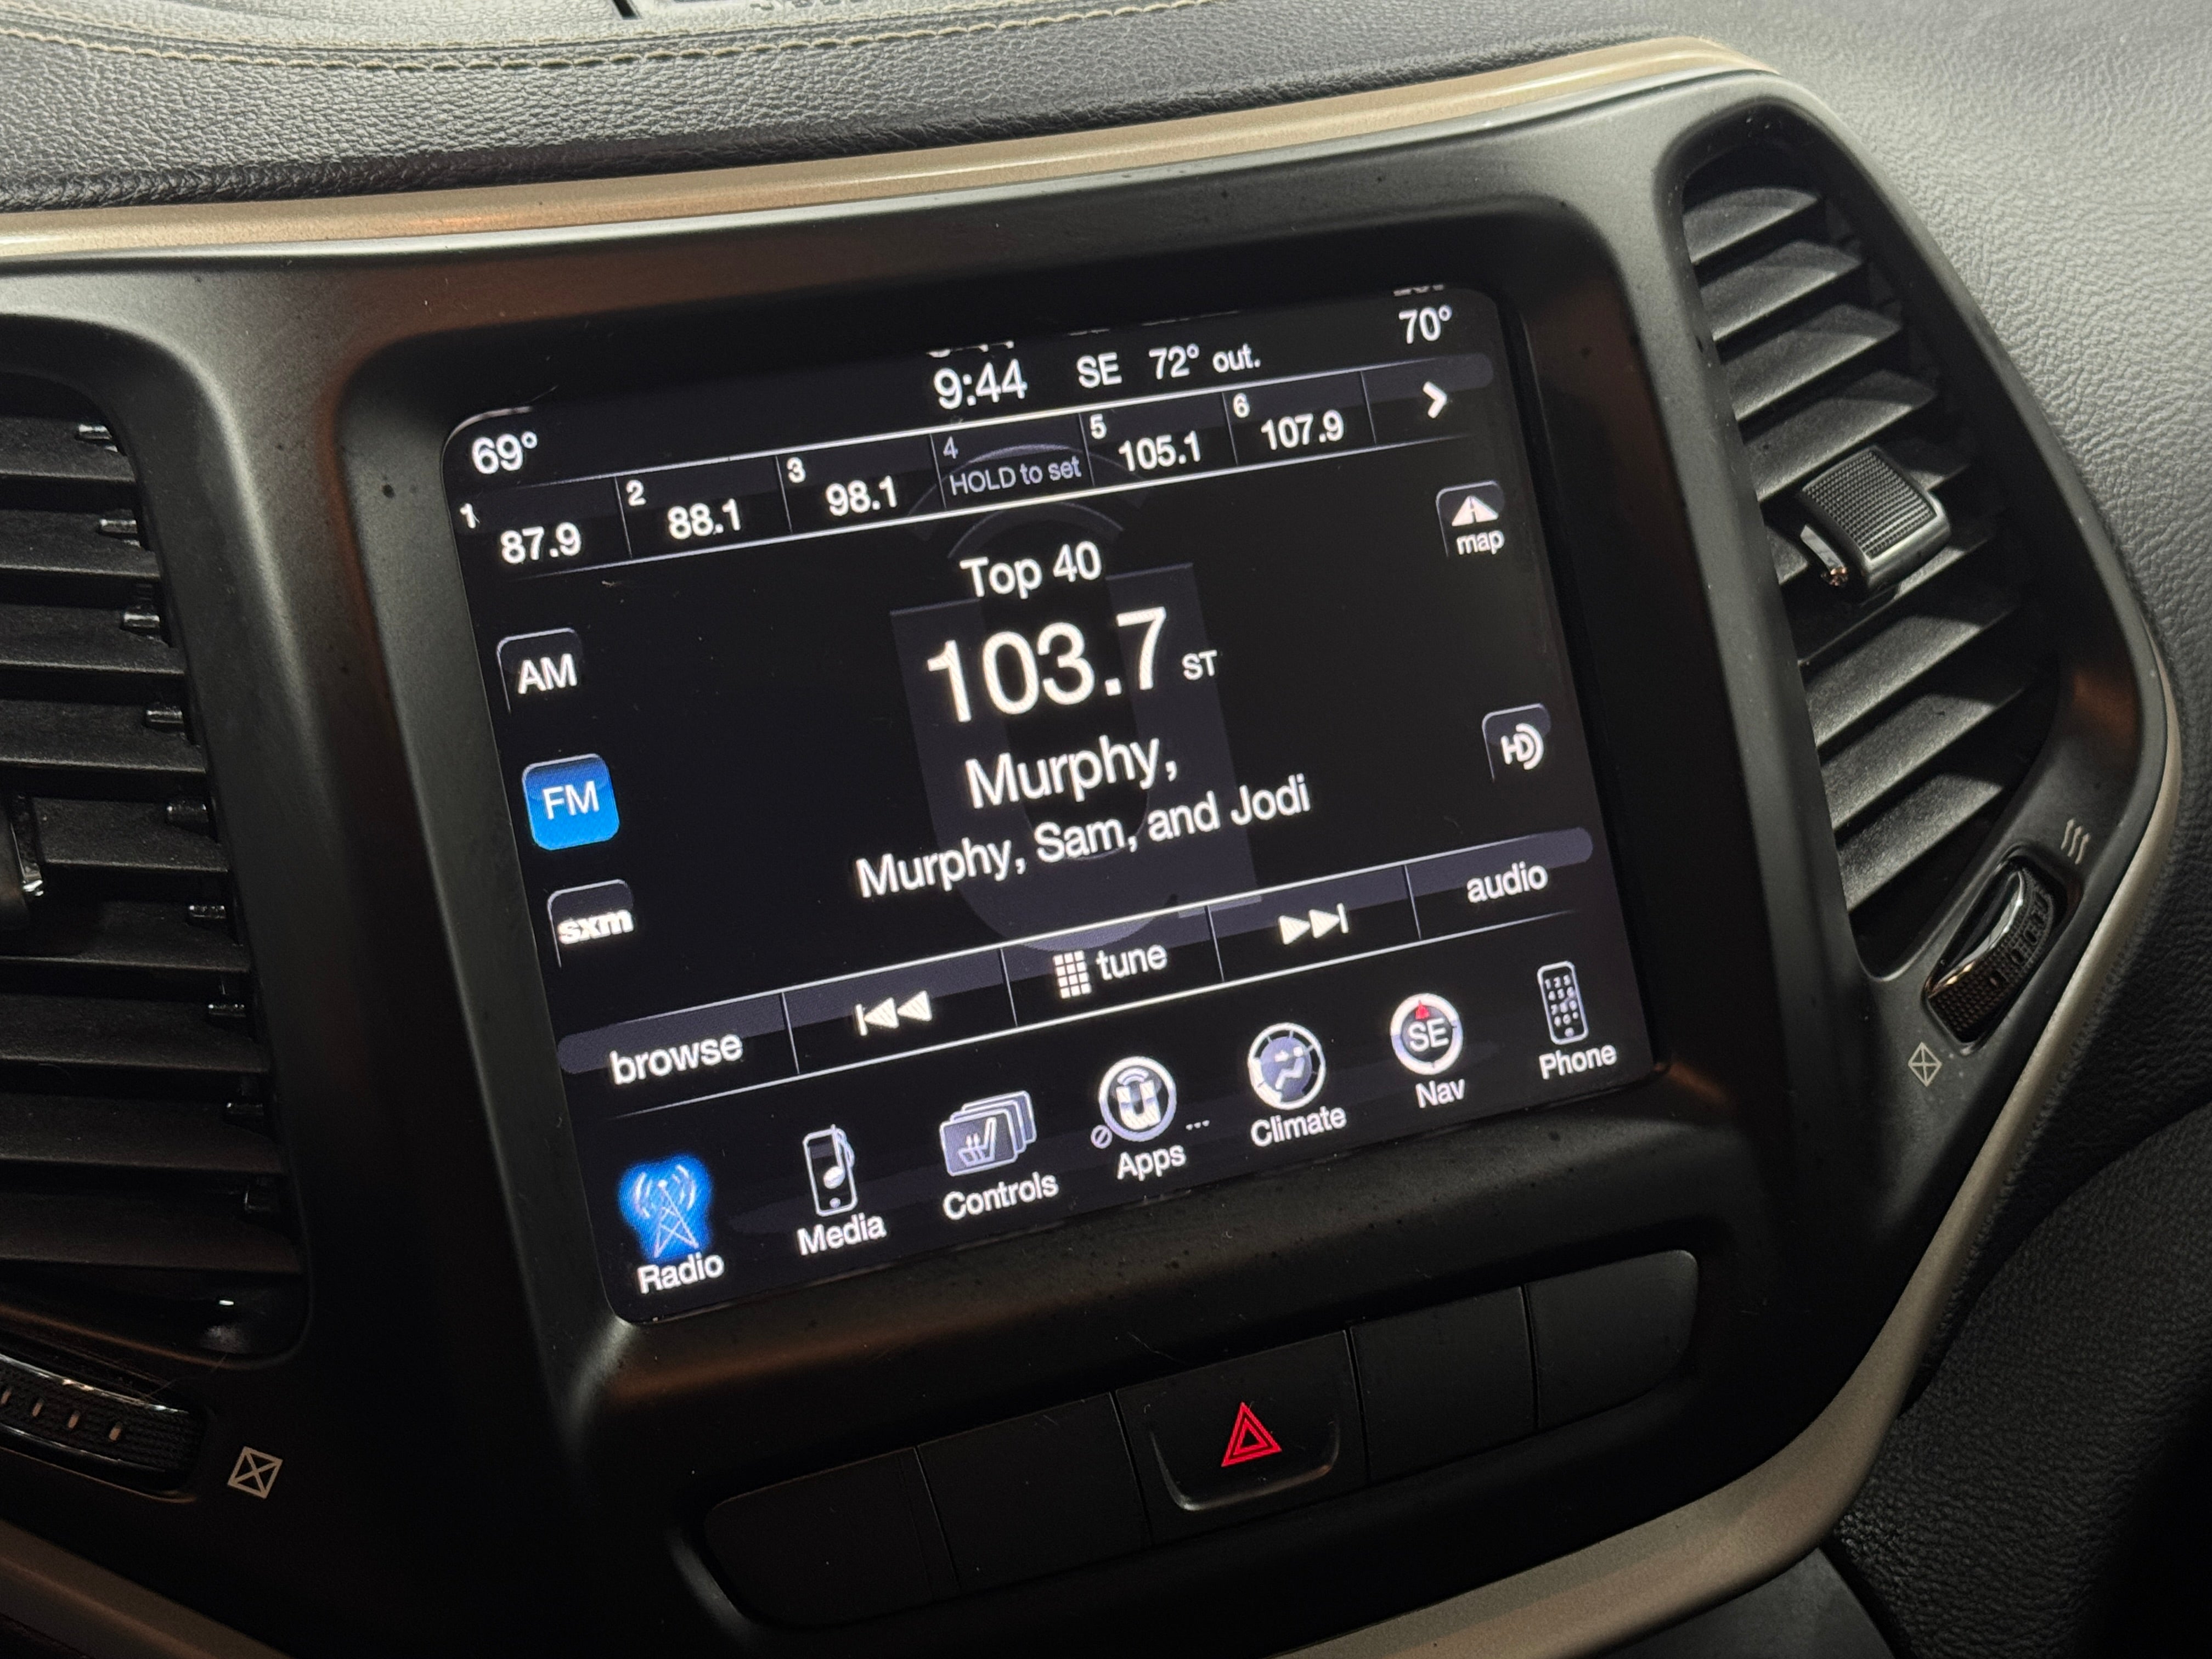 9:44 SE 72° out. 70°
69°
1 87.9 2 88.1 3 98.1 4 HOLD to set 5 105.1 6 107.9
map
Top 40
AM 103.7 ST
FM Murphy, HD
Murphy, Sam, and Jodi
sxm
browse tune audio
Radio Media Controls Apps Climate SE Nav Phone